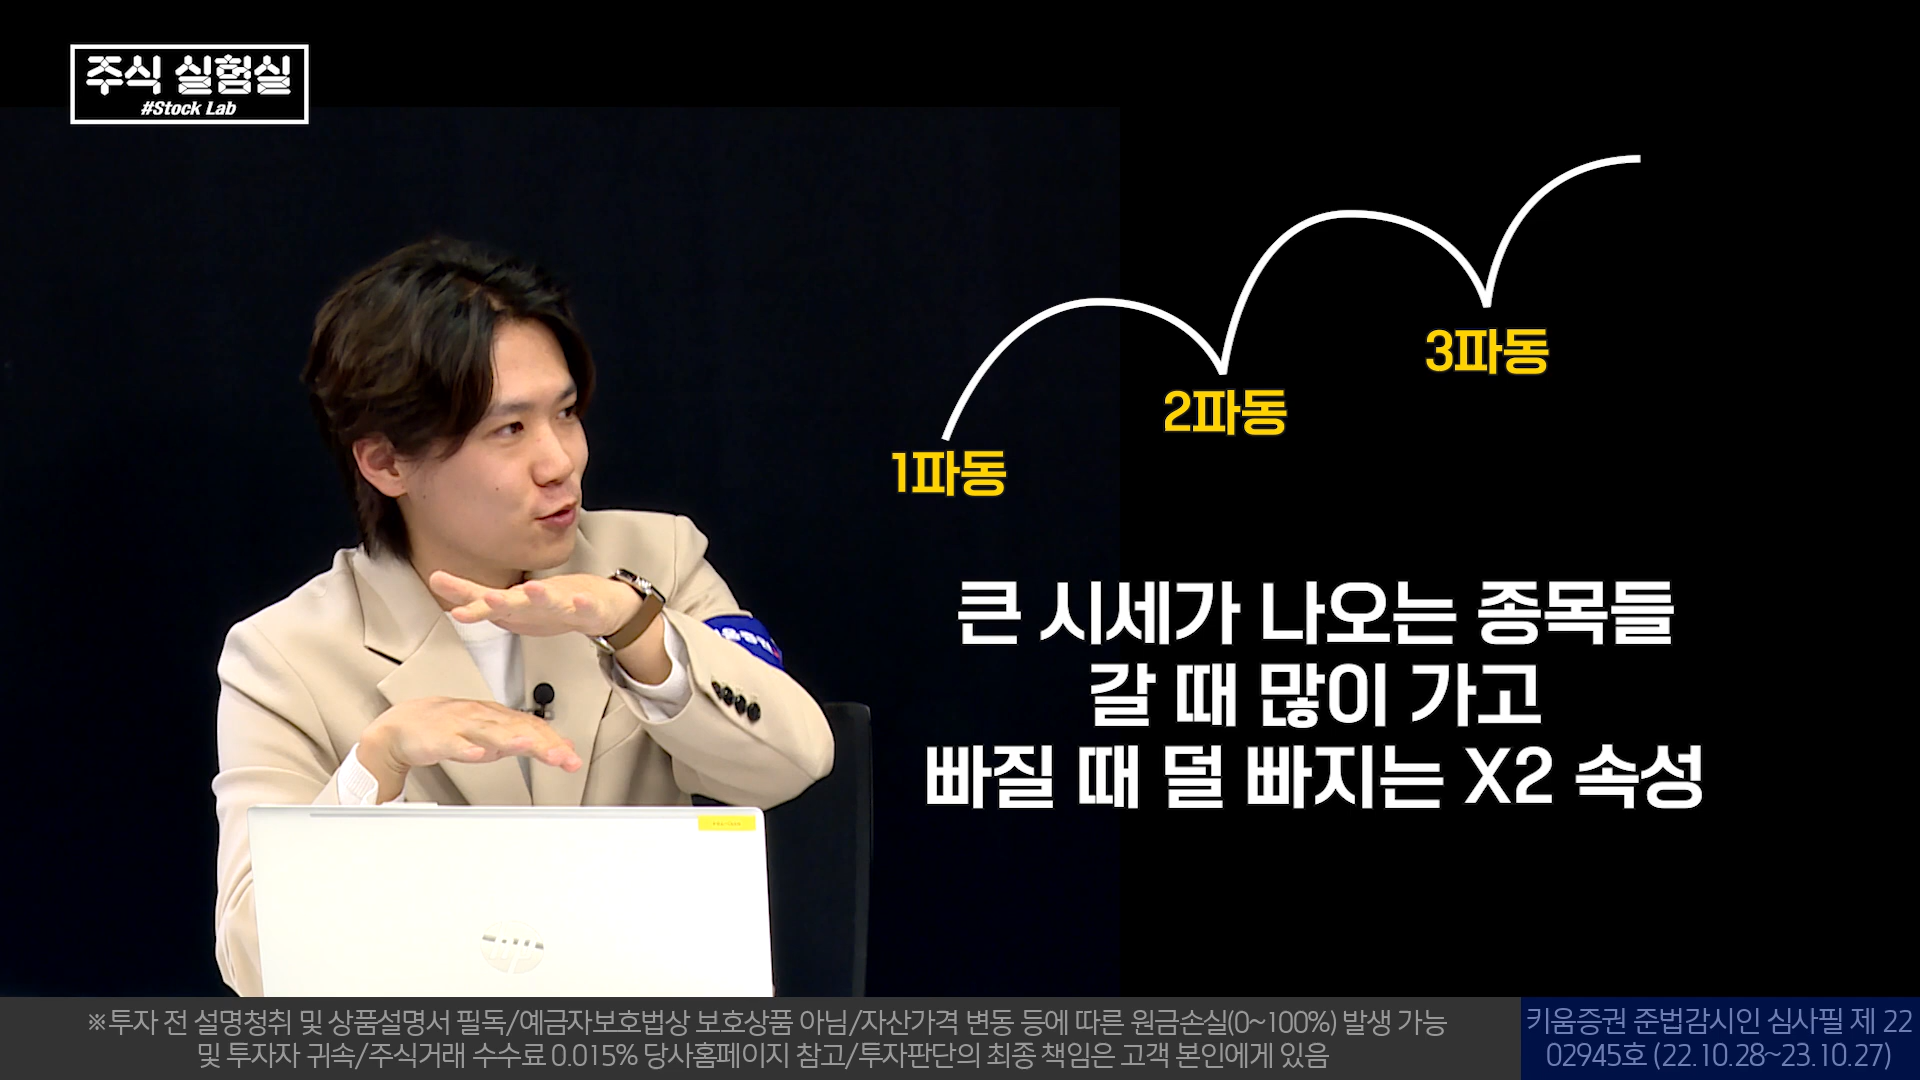 주식 실험실
#Stock Lab
3파동
2파동
1파동
큰 시세가 나오는 종목들
갈 때 많이 가고
빠질 때 덜 빠지는 X2 속성
※투자 전 설명청취 및 상품설명서 필독/예금자보호법상 보호상품 아님/자산가격 변동 등에 따른 원금손실(0~100%) 발생 가능
및 투자자 귀속/주식거래 수수료 0.015% 당사홈페이지 참고/투자판단의 최종 책임은 고객 본인에게 있음
키움증권 준법감시인 심사필 제 22
02945호 (22.10.28~23.10.27)
hp